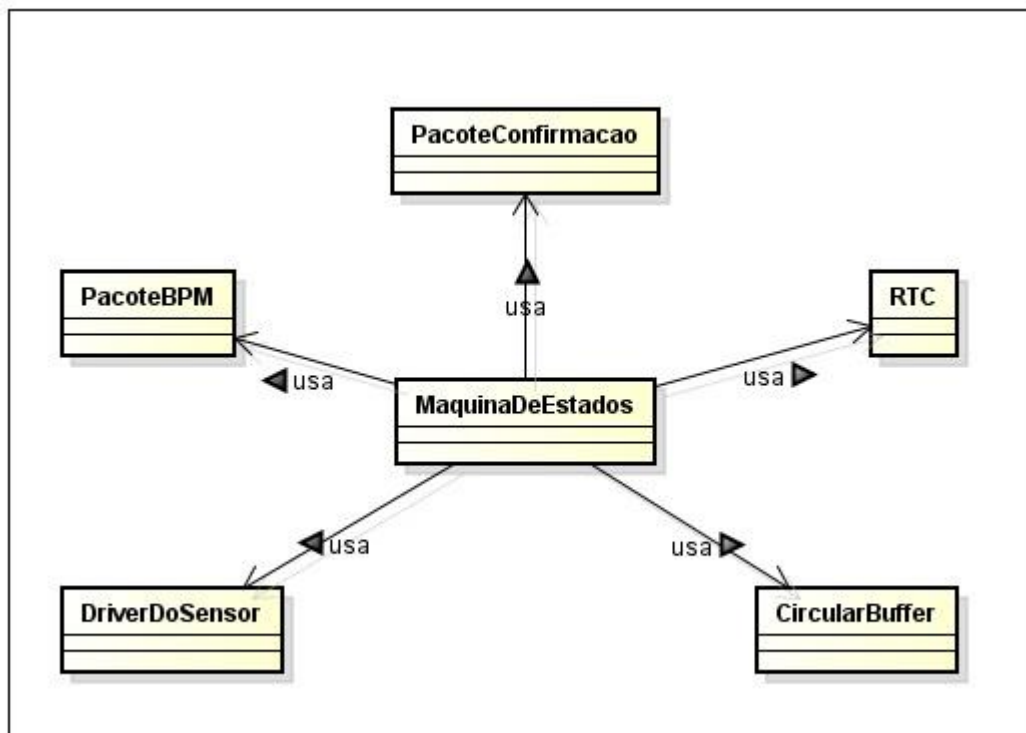 PacoteConfirmacao
usa
PacoteBPM
RTC
usa
usa
MaquinaDeEstados
usa
usa
DriverDoSensor
CircularBuffer